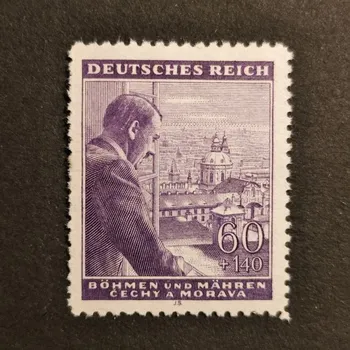 DEUTSCHES REICH
60
+ 140
BÖHMEN UND MÄHREN
ČECHY A MORAVA
J.S.